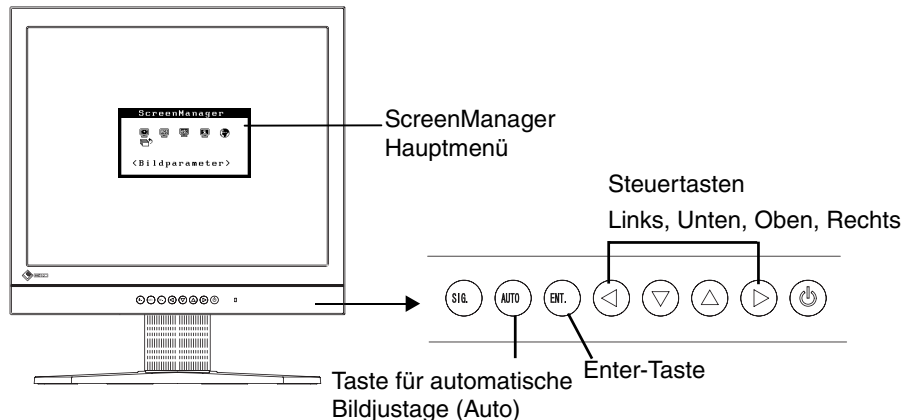 ScreenManager
<Bildparameter>
ScreenManager
Hauptmenü
EIZO
Steuertasten
Links, Unten, Oben, Rechts
SIG.
AUTO
ENT.
Taste für automatische
Bildjustage (Auto)
Enter-Taste